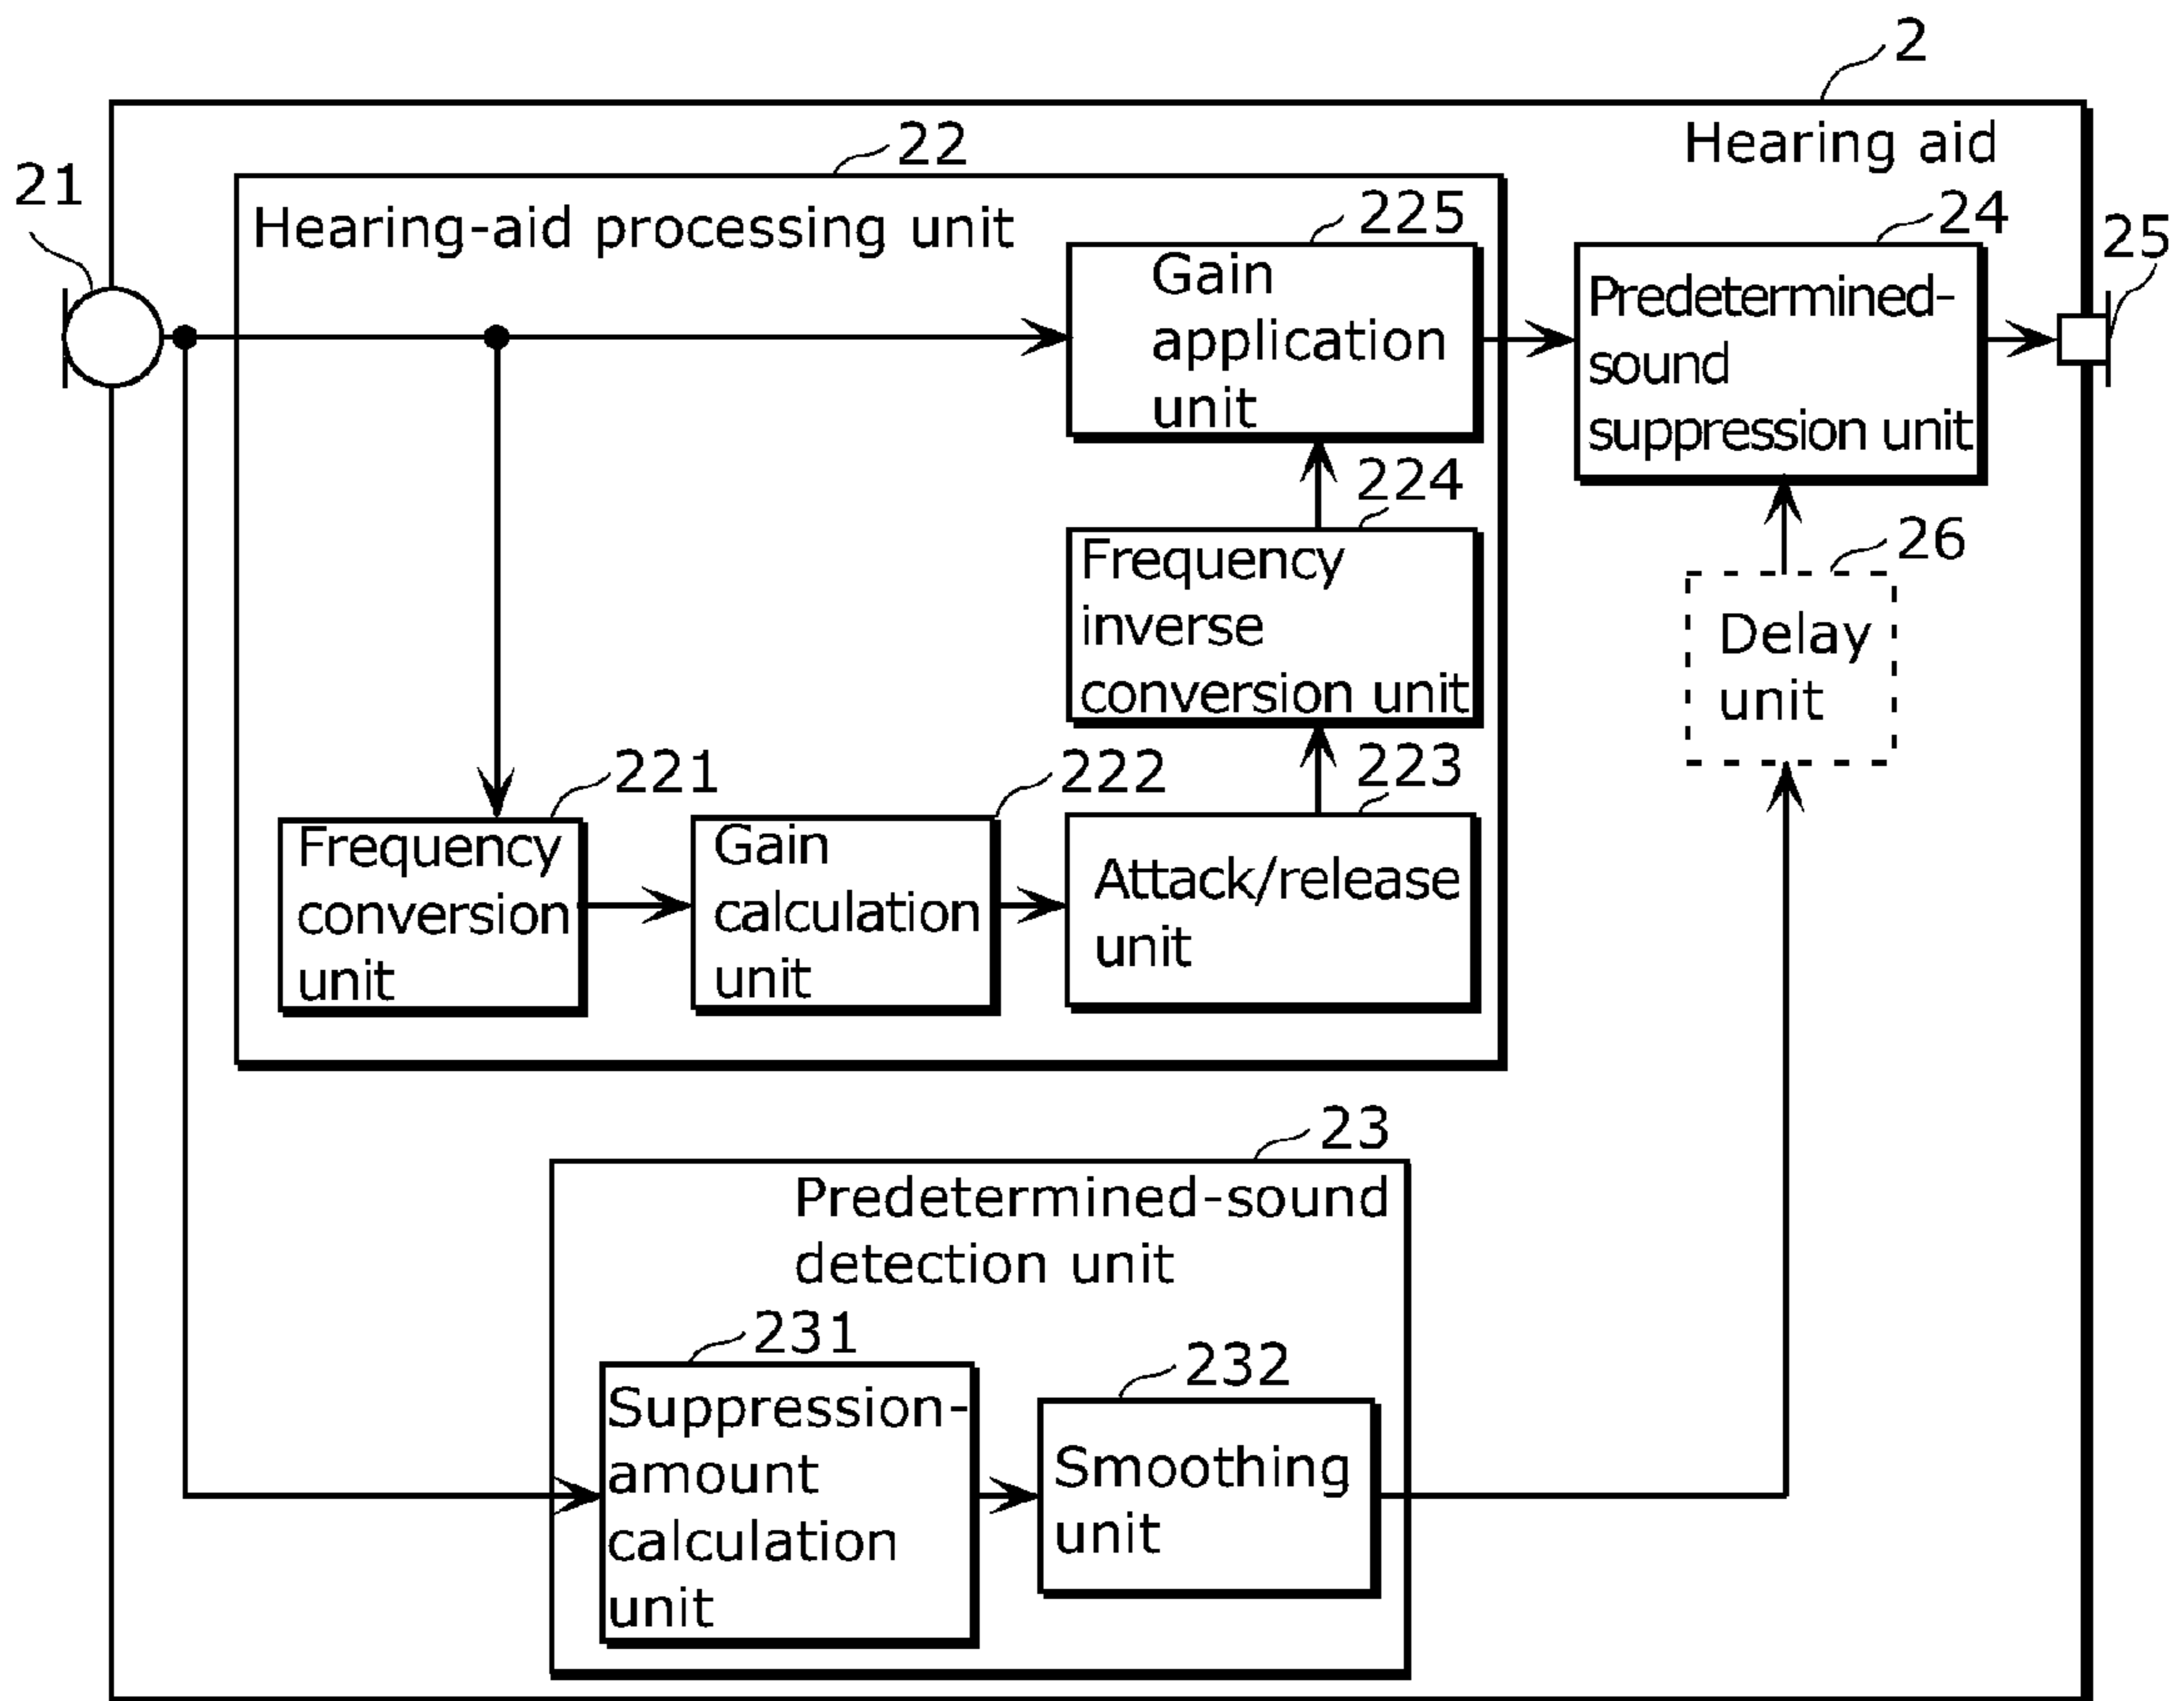 2
Hearing aid
21
22
Hearing-aid processing unit
225
Gain
application
unit
24
Predetermined-
sound
suppression unit
25
224
Frequency
inverse
conversion unit
26
Delay
unit
221
Frequency
conversion
unit
222
Gain
calculation
unit
223
Attack/release
unit
23
Predetermined-sound
detection unit
231
Suppression-
amount
calculation
unit
232
Smoothing
unit